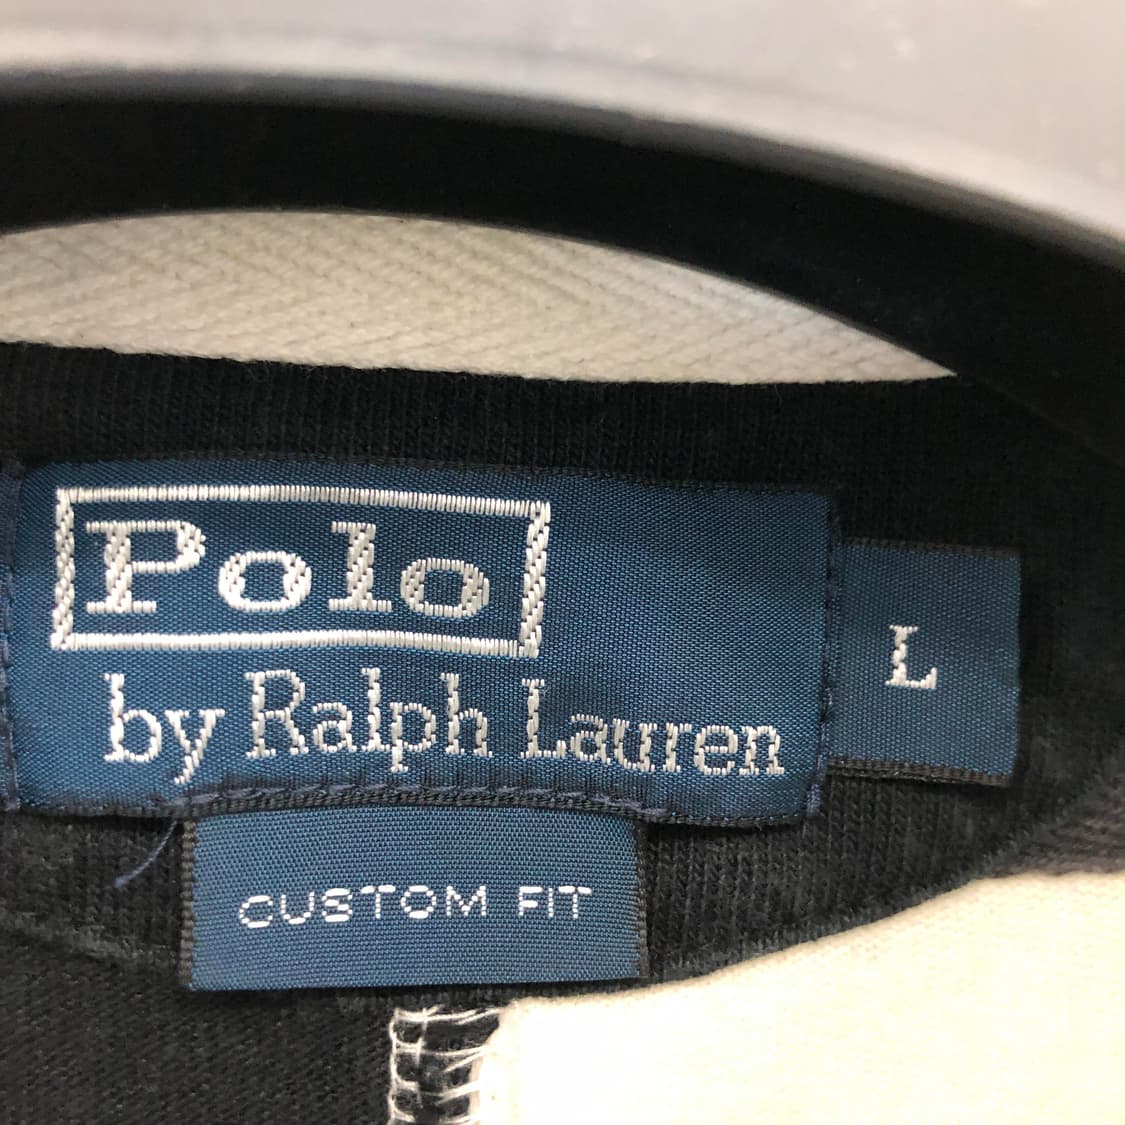 Polo
by Ralph Lauren
L
CUSTOM FIT